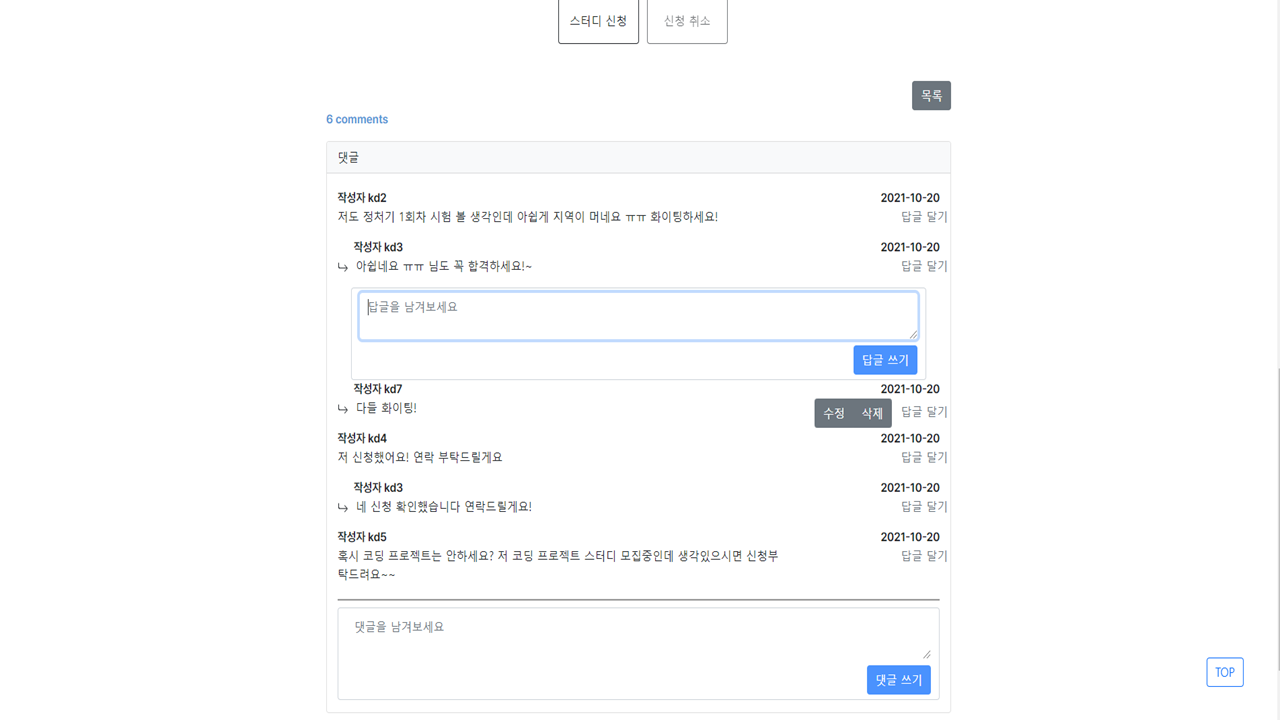 스터디 신청 신청 취소
목록
6 comments
댓글
작성자 kd2 2021-10-20
저도 정처기 1회차 시험 볼 생각인데 아쉽게 지역이 머네요 ㅠㅠ 화이팅하세요! 답글 달기
작성자 kd3 2021-10-20
아쉽네요 ㅠㅠ 님도 꼭 합격하세요!~ 답글 달기
답글을 남겨보세요
답글 쓰기
작성자 kd7 2021-10-20
다들 화이팅! 수정 삭제 답글 달기
작성자 kd4 2021-10-20
저 신청했어요! 연락 부탁드릴게요 답글 달기
작성자 kd3 2021-10-20
네 신청 확인했습니다 연락드릴게요! 답글 달기
작성자 kd5 2021-10-20
혹시 코딩 프로젝트는 안하세요? 저 코딩 프로젝트 스터디 모집중인데 생각있으시면 신청부 답글 달기
탁드려요~~
댓글을 남겨보세요
댓글 쓰기
TOP